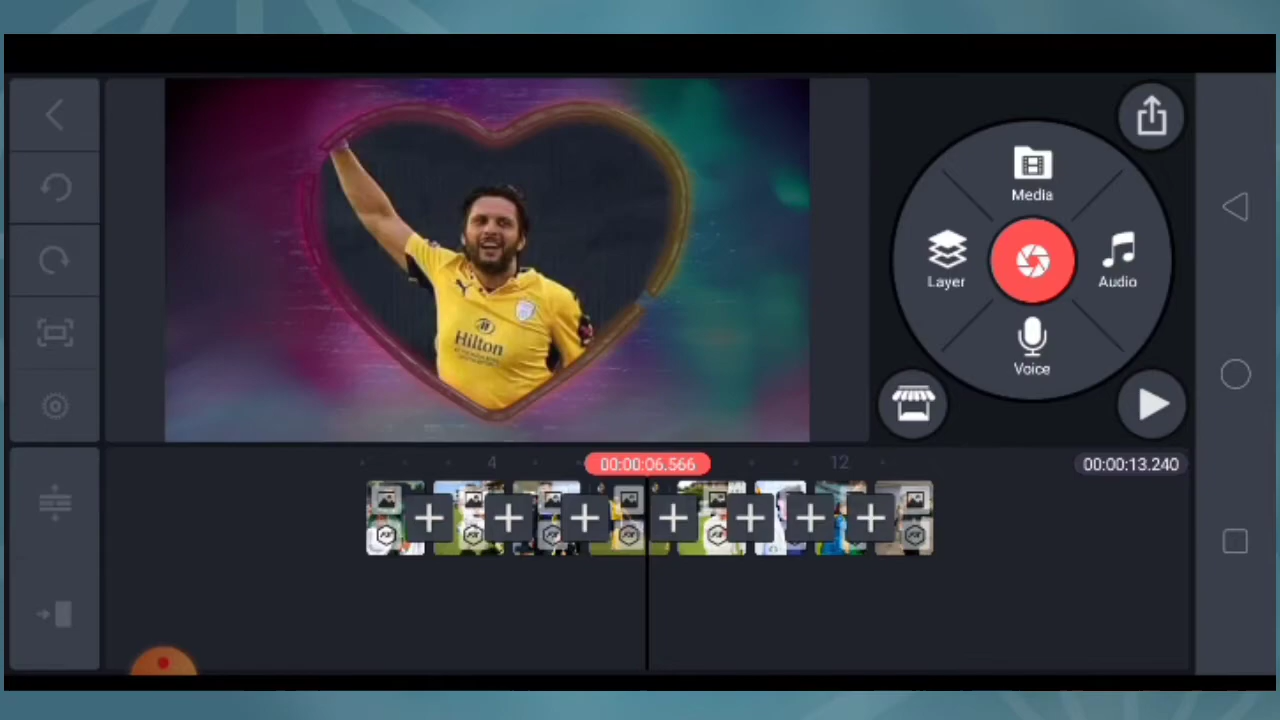 Media
Layer
Audio
Voice
Hilton
4
00:00:06.566
12
00:00:13.240